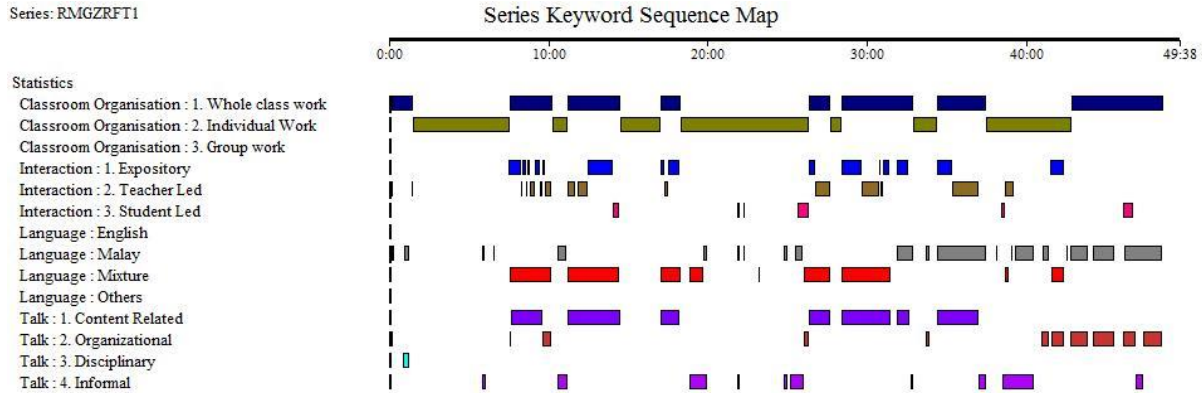 Series: RMGZRFT1
Series Keyword Sequence Map
0:00 10:00 20:00 30:00 40:00 49:38
Statistics
Classroom Organisation : 1. Whole class work
Classroom Organisation : 2. Individual Work
Classroom Organisation : 3. Group work
Interaction : 1. Expository
Interaction : 2. Teacher Led
Interaction : 3. Student Led
Language : English
Language : Malay
Language : Mixture
Language : Others
Talk : 1. Content Related
Talk : 2. Organizational
Talk : 3. Disciplinary
Talk : 4. Informal